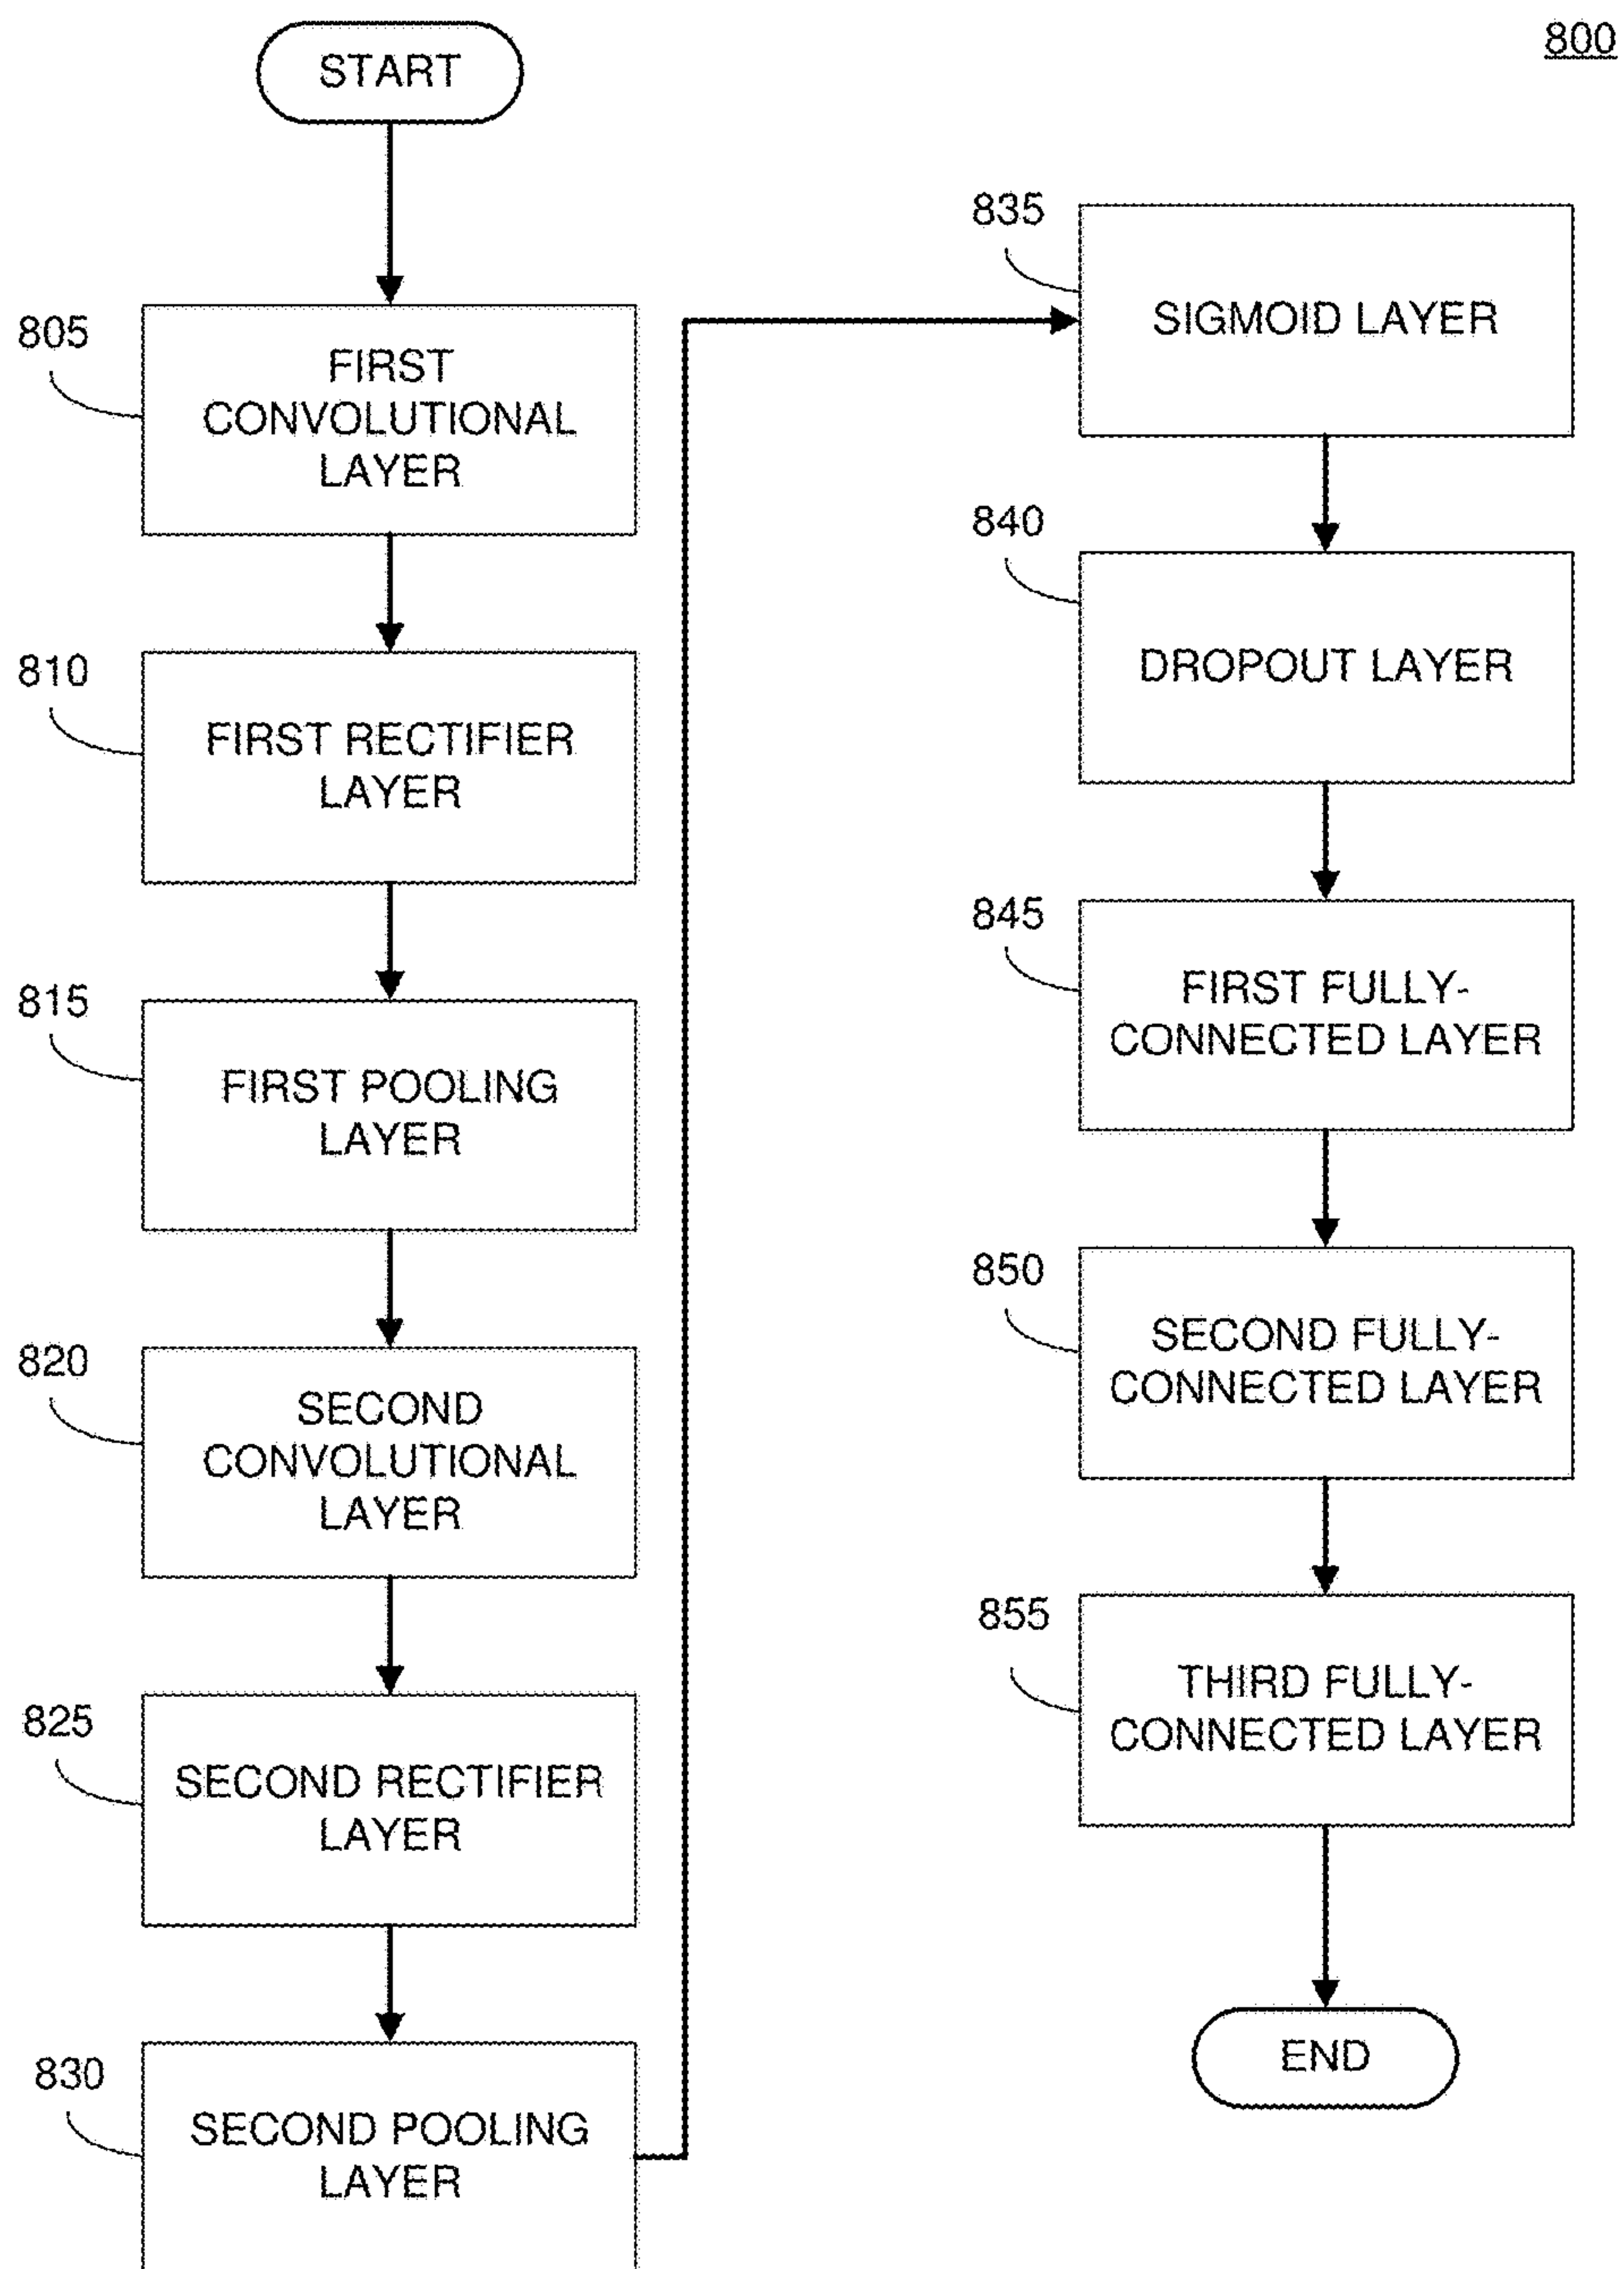 800
START
805
FIRST
CONVOLUTIONAL
LAYER
810
FIRST RECTIFIER
LAYER
815
FIRST POOLING
LAYER
820
SECOND
CONVOLUTIONAL
LAYER
825
SECOND RECTIFIER
LAYER
830
SECOND POOLING
LAYER
835
SIGMOID LAYER
840
DROPOUT LAYER
845
FIRST FULLY-
CONNECTED LAYER
850
SECOND FULLY-
CONNECTED LAYER
855
THIRD FULLY-
CONNECTED LAYER
END